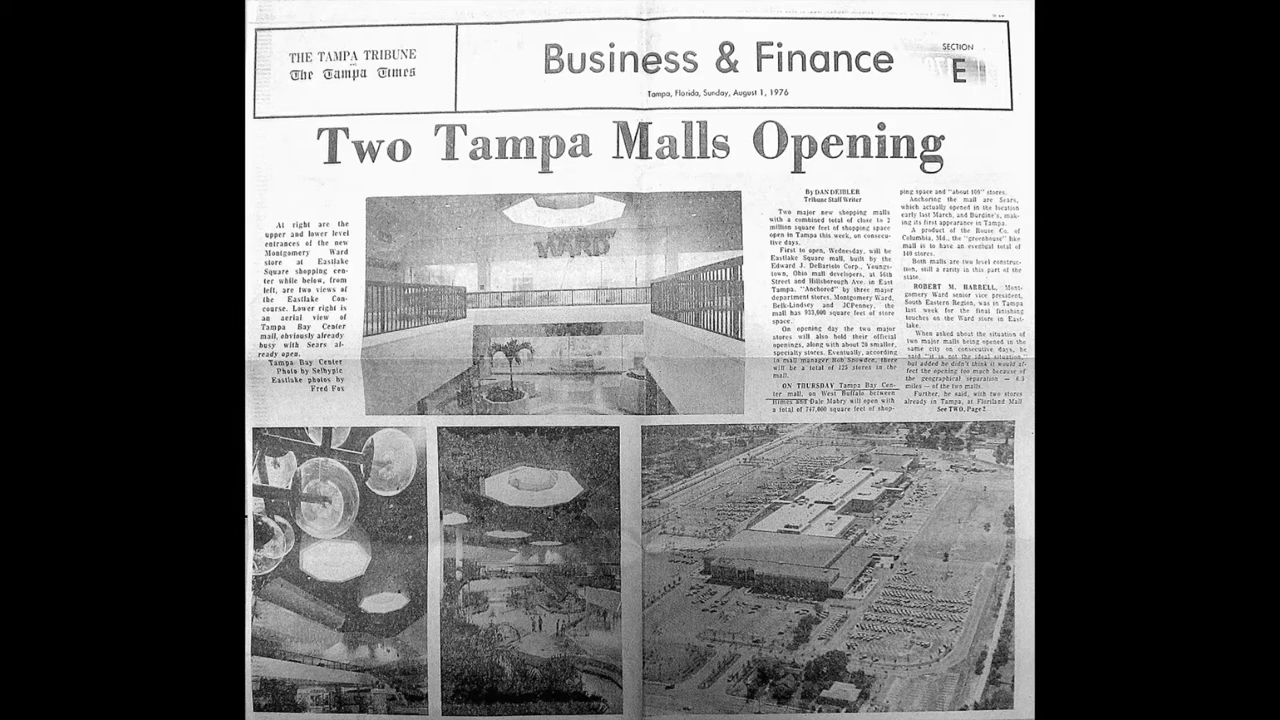 THE TAMPA TRIBUNE
and
The Tampa Times
Business & Finance
Tampa, Florida, Sunday, August 1, 1976
SECTION
E
Two Tampa Malls Opening
At right are the
upper and lower level
entrances of the new
Montgomery Ward
store at Eastlake
Square shopping cen-
ter while below, from
left, are two views of
the Eastlake Con-
course. Lower right is
an aerial view of
Tampa Bay Center
mall, obviously already
busy with Sears al-
ready open.
Tampa Bay Center
Photo by Selbypic
Eastlake photos by
Fred Fox
By DAN DEIBLER
Tribune Staff Writer
Two major new shopping malls
with a combined total of close to 2
million square feet of shopping space
open in Tampa this week, on consecu-
tive days.
First to open, Wednesday, will be
Eastlake Square mall, built by the
Edward J. DeBartolo Corp., Youngs-
town, Ohio mall developers, at 56th
Street and Hillsborough Ave. in East
Tampa. "Anchored" by three major
department stores, Montgomery Ward,
Belk-Lindsey and JCPenney, the
mall has 933,000 square feet of store
space.
On opening day the two major
stores will also hold their official
openings, along with about 20 smaller,
specialty stores. Eventually, according
to mall manager Bob Snowden, there
will be a total of 125 stores in the
mall.
ON THURSDAY Tampa Bay Cen-
ter mall, on West Buffalo between
Himes and Dale Mabry will open with
a total of 747,000 square feet of shop-
ping space and "about 100" stores.
Anchoring the mall are Sears,
which actually opened in the location
early last March, and Burdine's, mak-
ing its first appearance in Tampa.
A product of the Rouse Co. of
Columbia, Md., the "greenhouse" like
mall is to have an eventual total of
140 stores.
Both malls are two level construc-
tion, still a rarity in this part of the
state.
ROBERT M. HARRELL, Mont-
gomery Ward senior vice president,
South Eastern Region, was in Tampa
last week for the final finishing
touches on the Ward store in East-
lake.
When asked about the situation of
two major malls being opened in the
same city on consecutive days, he
said "it is not the ideal situation,"
but added he didn't think it would af-
fect the opening too much because of
the geographical separation — 6.5
miles — of the two malls.
Further, he said, with two stores
already in Tampa, at Floriland Mall
See TWO, Page 2